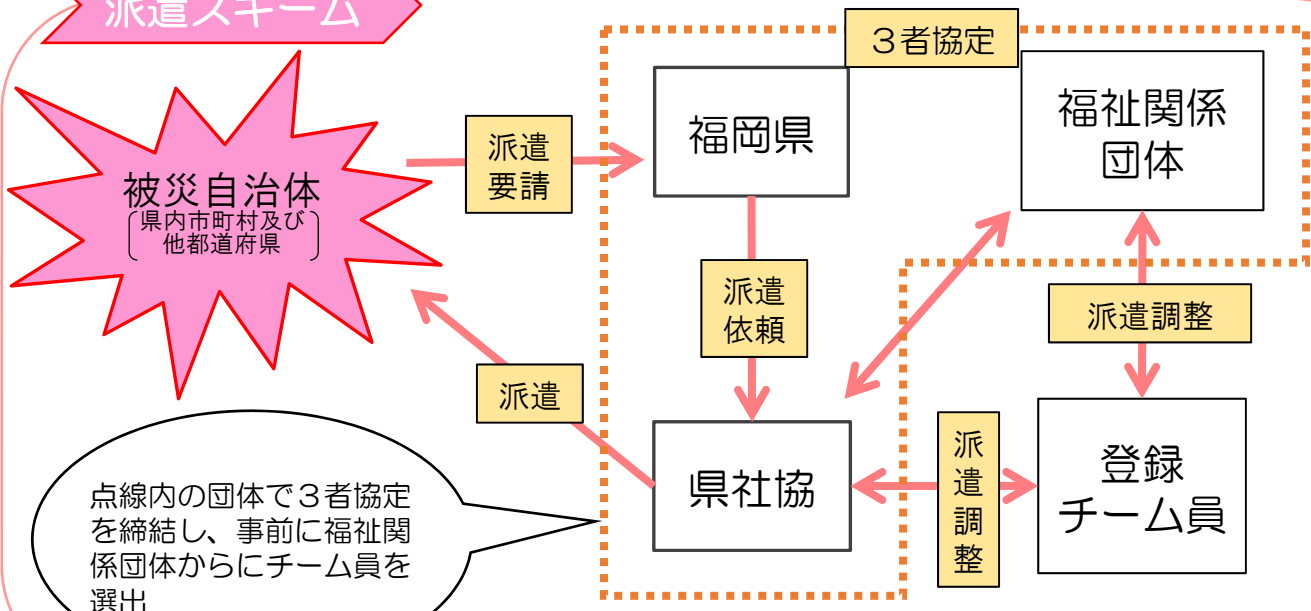 派遣スキーム
3者協定
福岡県
福祉関係
団体
派遣
要請
被災自治体
県内市町村及び
他都道府県
派遣
依頼
派遣調整
派遣
県社協
派
遣
調
整
登録
チーム員
点線内の団体で3者協定
を締結し、事前に福祉関
係団体からにチーム員を
選出